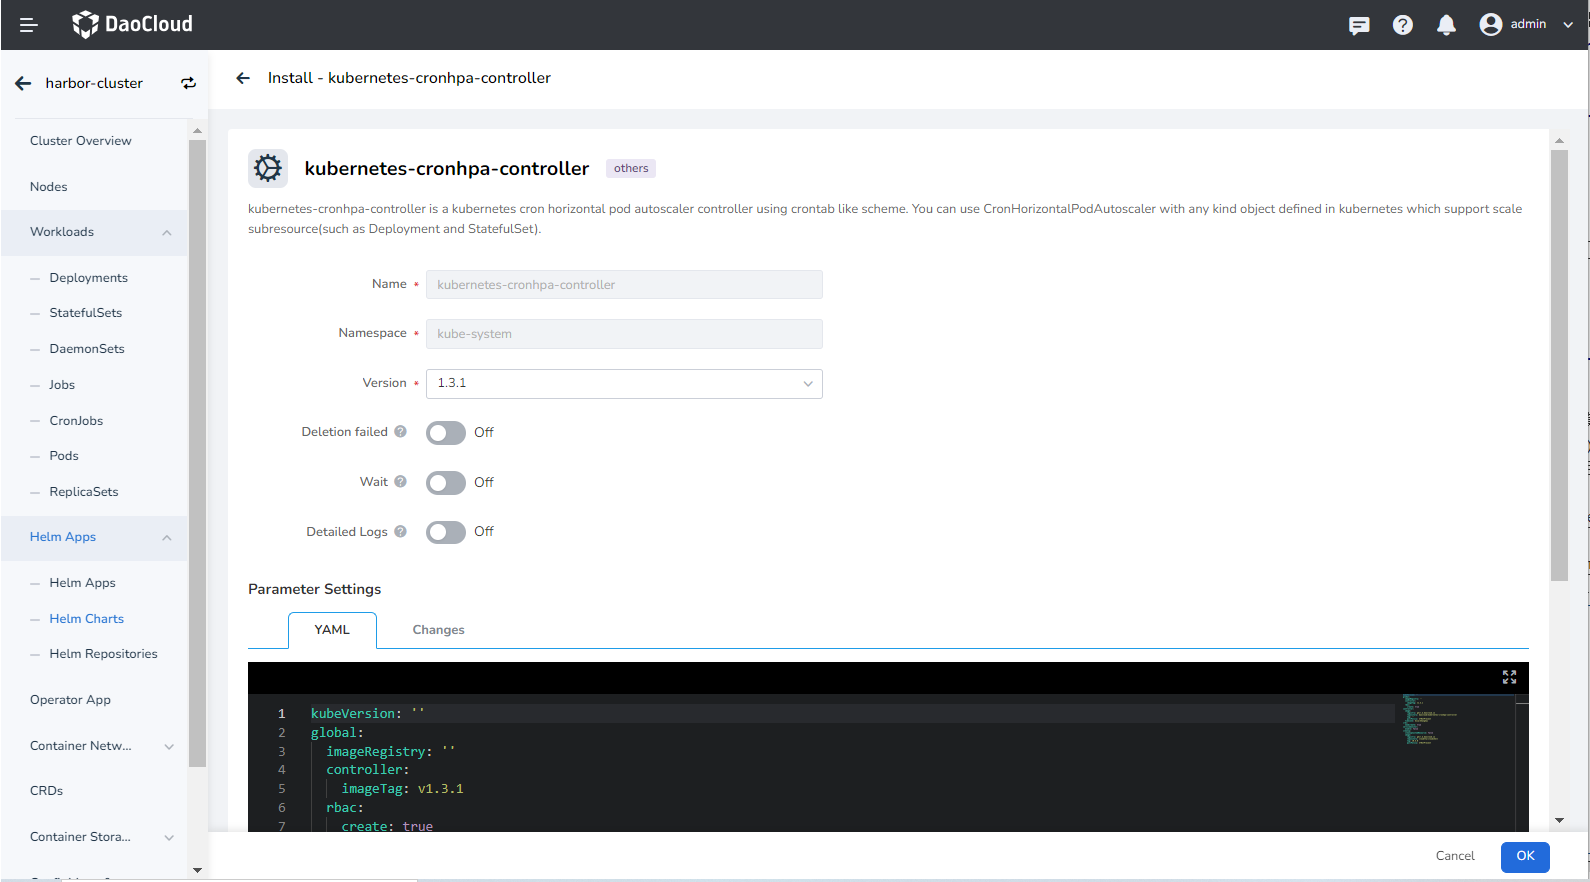 DaoCloud
admin
harbor-cluster
Install - kubernetes-cronhpa-controller
Cluster Overview
Nodes
Workloads
Deployments
StatefulSets
DaemonSets
Jobs
CronJobs
Pods
ReplicaSets
Helm Apps
Helm Apps
Helm Charts
Helm Repositories
Operator App
Container Netw...
CRDs
Container Stora...
kubernetes-cronhpa-controller
others
kubernetes-cronhpa-controller is a kubernetes cron horizontal pod autoscaler controller using crontab like scheme. You can use CronHorizontalPodAutoscaler with any kind object defined in kubernetes which support scale
subresource(such as Deployment and StatefulSet).
Name * kubernetes-cronhpa-controller
Namespace * kube-system
Version * 1.3.1
Deletion failed ? Off
Wait ? Off
Detailed Logs ? Off
Parameter Settings
YAML Changes
1 kubeVersion: ''
2 global:
3 imageRegistry: ''
4 controller:
5 imageTag: v1.3.1
6 rbac:
7 create: true
Cancel OK